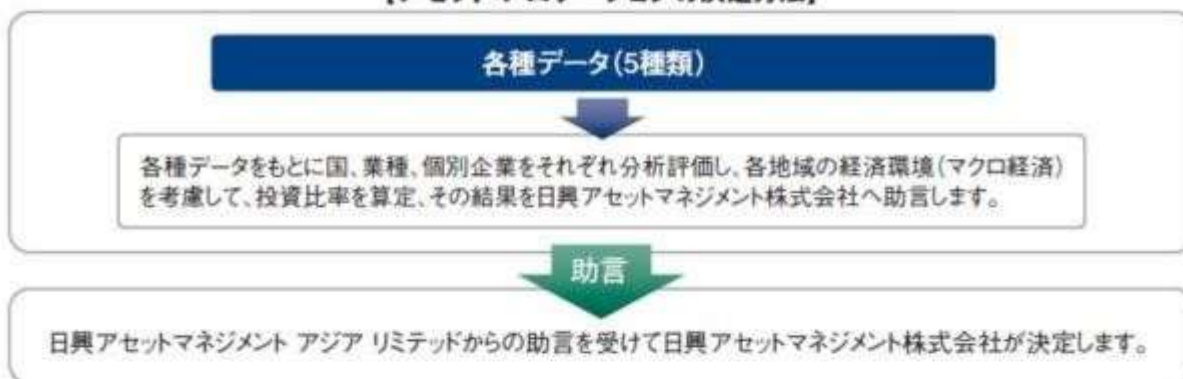 各種データ(5種類)
各種データをもとに国、業種、個別企業をそれぞれ分析評価し、各地域の経済環境(マクロ経済)
を考慮して、投資比率を算定、その結果を日興アセットマネジメント株式会社へ助言します。
助言
日興アセットマネジメント アジア リミテッドからの助言を受けて日興アセットマネジメント株式会社が決定します。